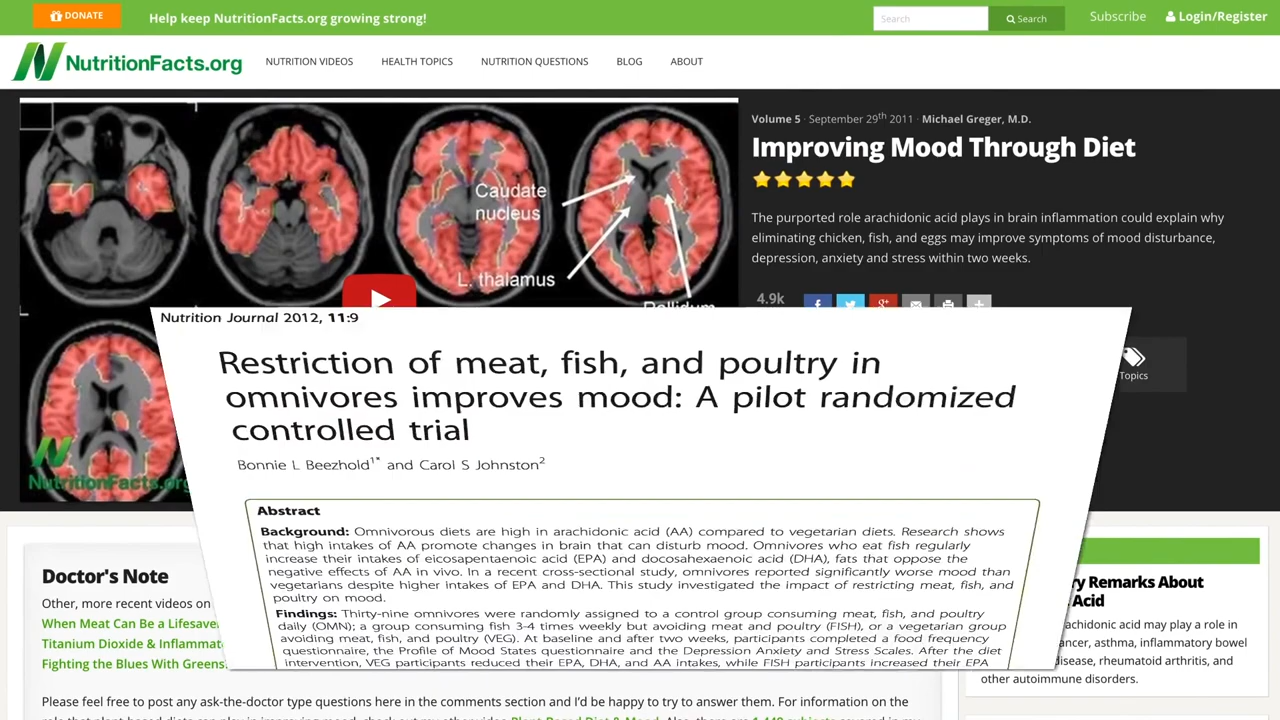 DONATE
Help keep NutritionFacts.org growing strong!
Search
Search
Subscribe
Login/Register
NutritionFacts.org
NUTRITION VIDEOS
HEALTH TOPICS
NUTRITION QUESTIONS
BLOG
ABOUT
Caudate
nucleus
L. thalamus
NutritionFacts.org
Volume 5 · September 29th 2011 · Michael Greger, M.D.
Improving Mood Through Diet
The purported role arachidonic acid plays in brain inflammation could explain why
eliminating chicken, fish, and eggs may improve symptoms of mood disturbance,
depression, anxiety and stress within two weeks.
4.9k
Topics
Nutrition Journal 2012, 11:9
Restriction of meat, fish, and poultry in
omnivores improves mood: A pilot randomized
controlled trial
Bonnie L Beezhold1* and Carol S Johnston2
Abstract
Background: Omnivorous diets are high in arachidonic acid (AA) compared to vegetarian diets. Research shows
that high intakes of AA promote changes in brain that can disturb mood. Omnivores who eat fish regularly
increase their intakes of eicosapentaenoic acid (EPA) and docosahexaenoic acid (DHA), fats that oppose the
negative effects of AA in vivo. In a recent cross-sectional study, omnivores reported significantly worse mood than
vegetarians despite higher intakes of EPA and DHA. This study investigated the impact of restricting meat, fish, and
poultry on mood.
Findings: Thirty-nine omnivores were randomly assigned to a control group consuming meat, fish, and poultry
daily (OMN); a group consuming fish 3-4 times weekly but avoiding meat and poultry (FISH), or a vegetarian group
avoiding meat, fish, and poultry (VEG). At baseline and after two weeks, participants completed a food frequency
questionnaire, the Profile of Mood States questionnaire and the Depression Anxiety and Stress Scales. After the diet
intervention, VEG participants reduced their EPA, DHA, and AA intakes, while FISH participants increased their EPA
Doctor's Note
Other, more recent videos on
When Meat Can Be a Lifesaver
Titanium Dioxide & Inflammat
Fighting the Blues With Greens
Please feel free to post any ask-the-doctor type questions here in the comments section and I'd be happy to try to answer them. For information on the
Remarks About
Acid
arachidonic acid may play a role in
asthma, inflammatory bowel
disease, rheumatoid arthritis, and
other autoimmune disorders.